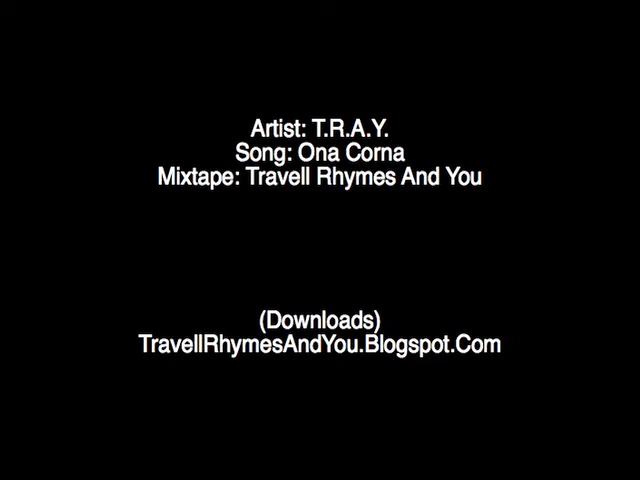 Artist: T.R.A.Y.
Song: Ona Corna
Mixtape: Travell Rhymes And You
(Downloads)
TravellRhymesAndYou.Blogspot.Com